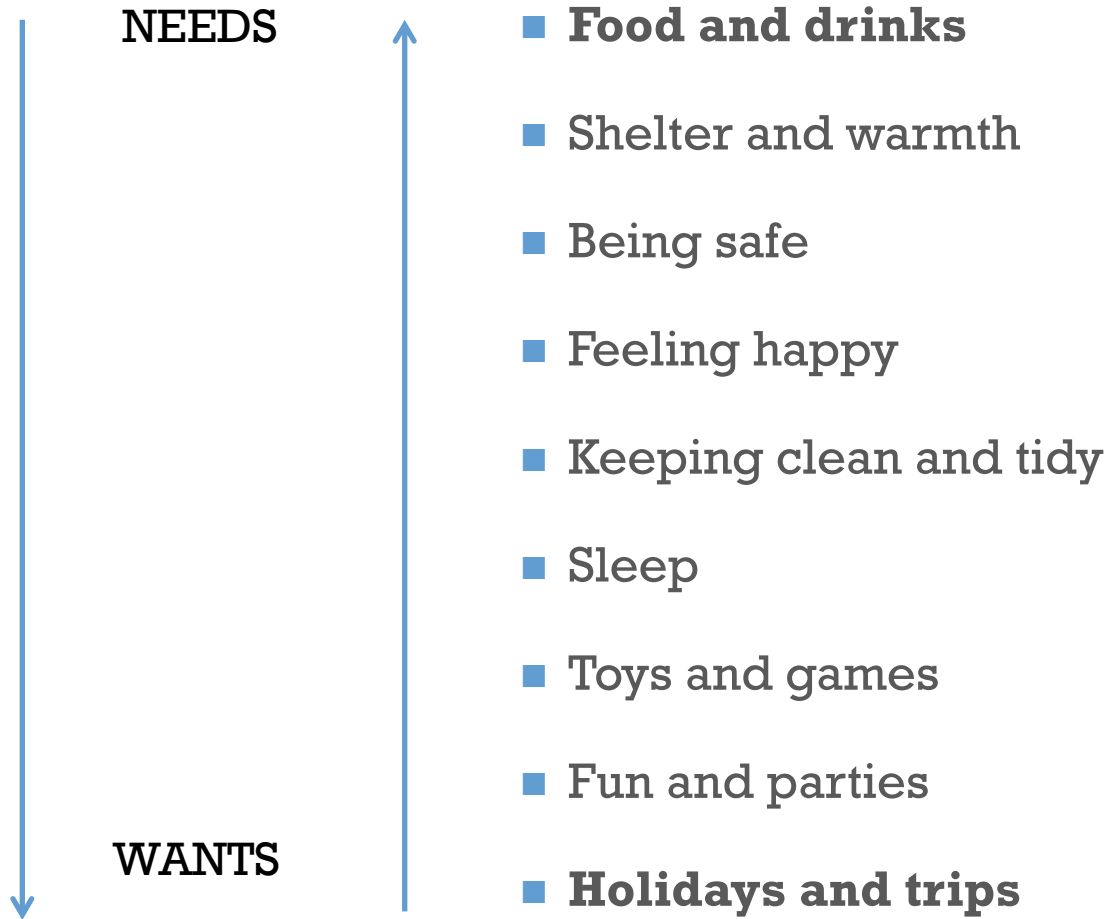 NEEDS
Food and drinks
Shelter and warmth
Being safe
Feeling happy
Keeping clean and tidy
Sleep
Toys and games
Fun and parties
WANTS
Holidays and trips